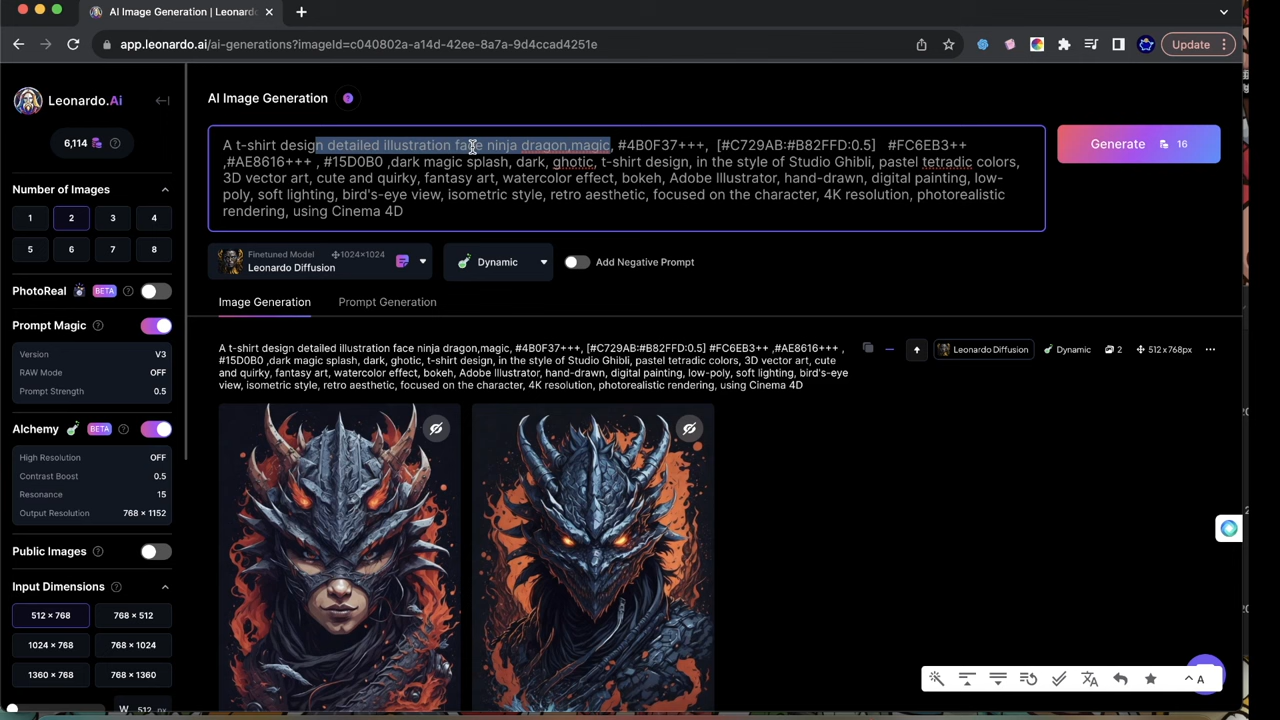 AI Image Generation | Leonardo
app.leonardo.ai/ai-generations?imageId=c040802a-a14d-42ee-8a7a-9d4ccad4251e
Update
Leonardo.Ai
6,114
Number of Images
1 2 3 4
5 6 7 8
PhotoReal BETA
Prompt Magic
Version V3
RAW Mode OFF
Prompt Strength 0.5
Alchemy BETA
High Resolution OFF
Contrast Boost 0.5
Resonance 15
Output Resolution 768 × 1152
Public Images
Input Dimensions
512 × 768 768 × 512
1024 × 768 768 × 1024
1360 × 768 768 × 1360
W 512 px
AI Image Generation
A t-shirt design detailed illustration face ninja dragon,magic, #4B0F37+++, [#C729AB:#B82FFD:0.5] #FC6EB3++
,#AE8616+++ , #15D0B0 ,dark magic splash, dark, ghotic, t-shirt design, in the style of Studio Ghibli, pastel tetradic colors,
3D vector art, cute and quirky, fantasy art, watercolor effect, bokeh, Adobe Illustrator, hand-drawn, digital painting, low-
poly, soft lighting, bird's-eye view, isometric style, retro aesthetic, focused on the character, 4K resolution, photorealistic
rendering, using Cinema 4D
Generate 16
Finetuned Model 1024×1024
Leonardo Diffusion
Dynamic
Add Negative Prompt
Image Generation Prompt Generation
A t-shirt design detailed illustration face ninja dragon,magic, #4B0F37+++, [#C729AB:#B82FFD:0.5] #FC6EB3++ ,#AE8616+++ ,
#15D0B0 ,dark magic splash, dark, ghotic, t-shirt design, in the style of Studio Ghibli, pastel tetradic colors, 3D vector art, cute
and quirky, fantasy art, watercolor effect, bokeh, Adobe Illustrator, hand-drawn, digital painting, low-poly, soft lighting, bird's-eye
view, isometric style, retro aesthetic, focused on the character, 4K resolution, photorealistic rendering, using Cinema 4D
Leonardo Diffusion Dynamic 2 512x768px
A